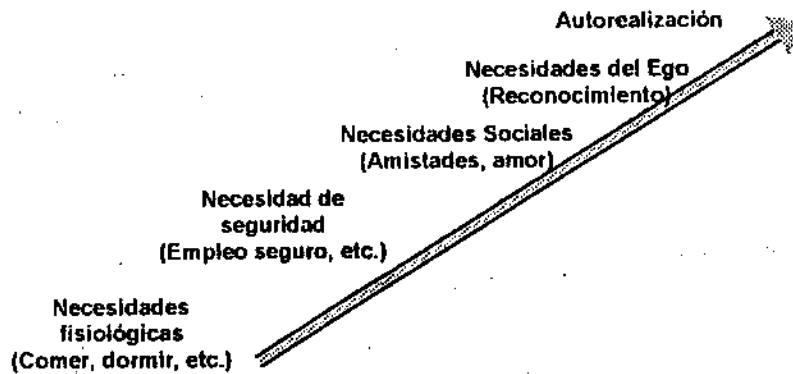 Autorealización
Necesidades del Ego
(Reconocimiento)
Necesidades Sociales
(Amistades, amor)
Necesidad de
seguridad
(Empleo seguro, etc.)
Necesidades
fisiológicas
(Comer, dormir, etc.)